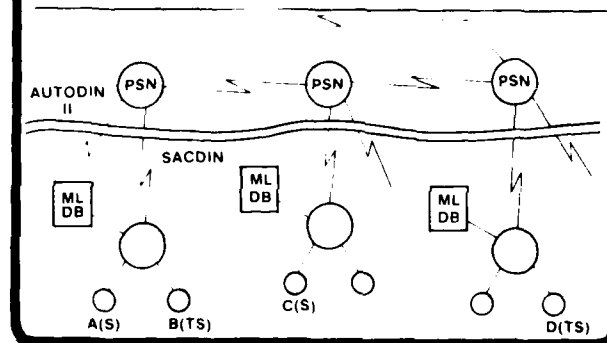 PSN PSN PSN
AUTODIN
II
SACDIN
ML
DB
ML
DB
ML
DB
A(S) B(TS) C(S) D(TS)